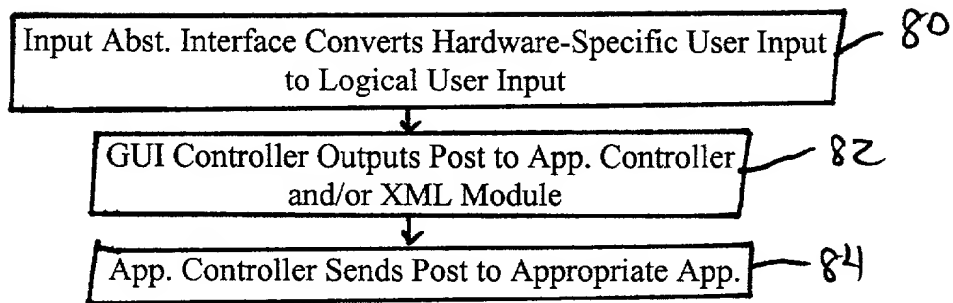 Input Abst. Interface Converts Hardware-Specific User Input
to Logical User Input
80
GUI Controller Outputs Post to App. Controller
and/or XML Module
82
App. Controller Sends Post to Appropriate App.
84